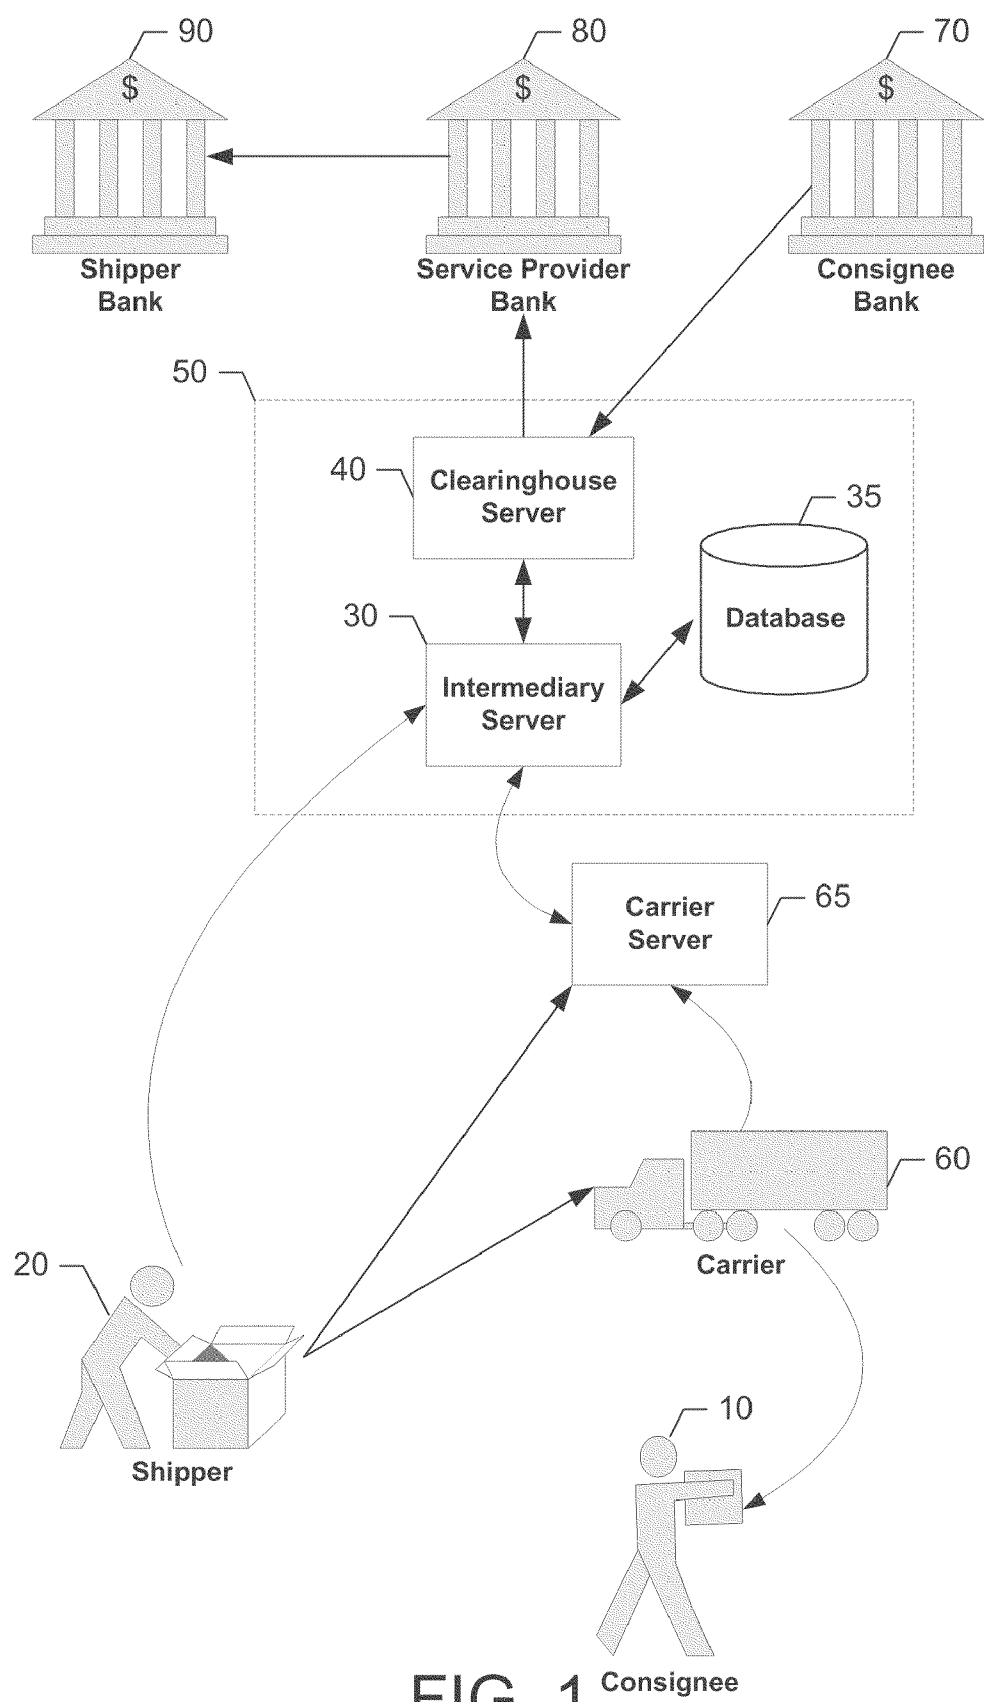 90
80
70
$
$
$
Shipper
Bank
Service Provider
Bank
Consignee
Bank
50
40
Clearinghouse
Server
35
Database
30
Intermediary
Server
Carrier
Server
65
60
Carrier
20
Shipper
10
Consignee
FIG. 1